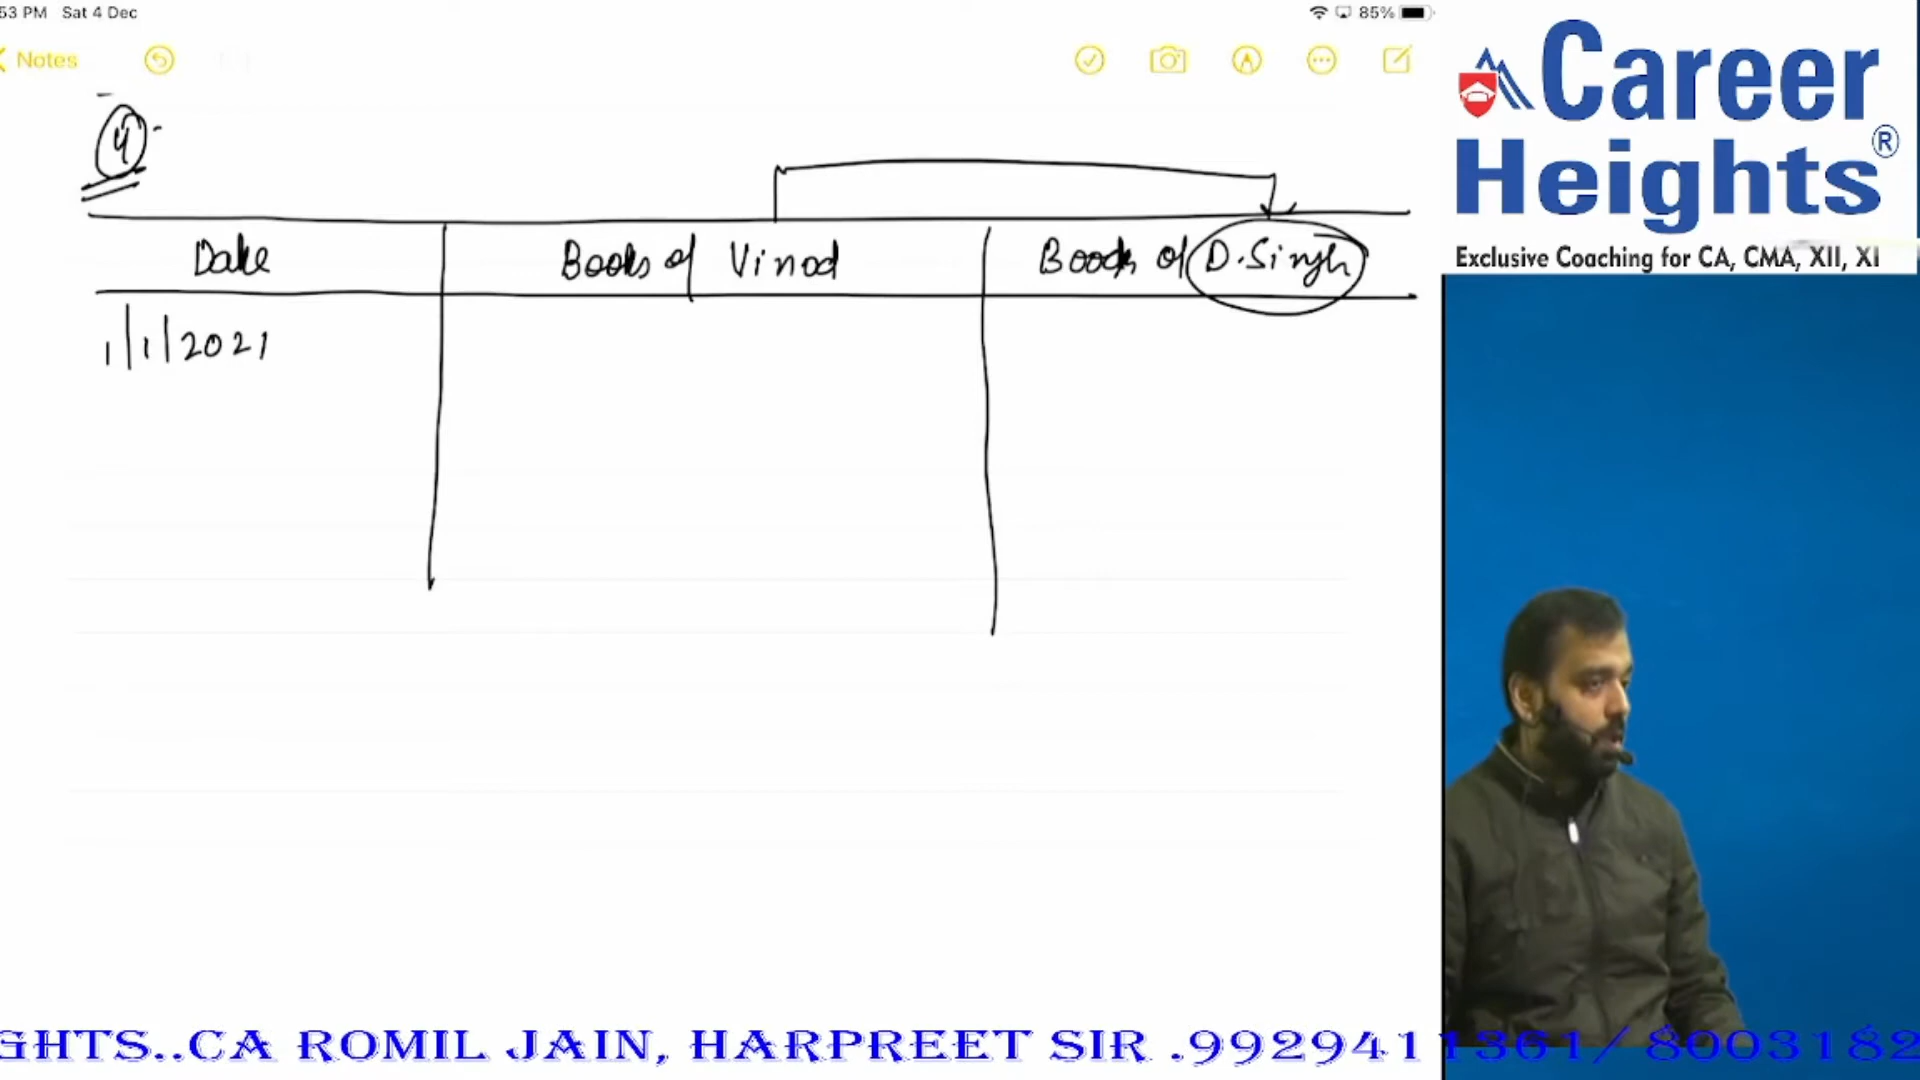 53 PM Sat 4 Dec
85%
Notes
Career
Heights®
Exclusive Coaching for CA, CMA, XII, XI
4
Date
Books of Vinod
Books of D.Singh
1/1/2021
GHTS..CA ROMIL JAIN, HARPREET SIR .9929411361/8003182